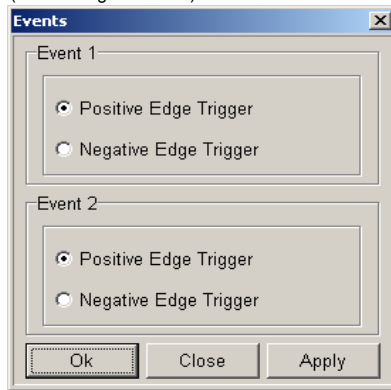 Events
Event 1
Positive Edge Trigger
Negative Edge Trigger
Event 2
Positive Edge Trigger
Negative Edge Trigger
Ok Close Apply